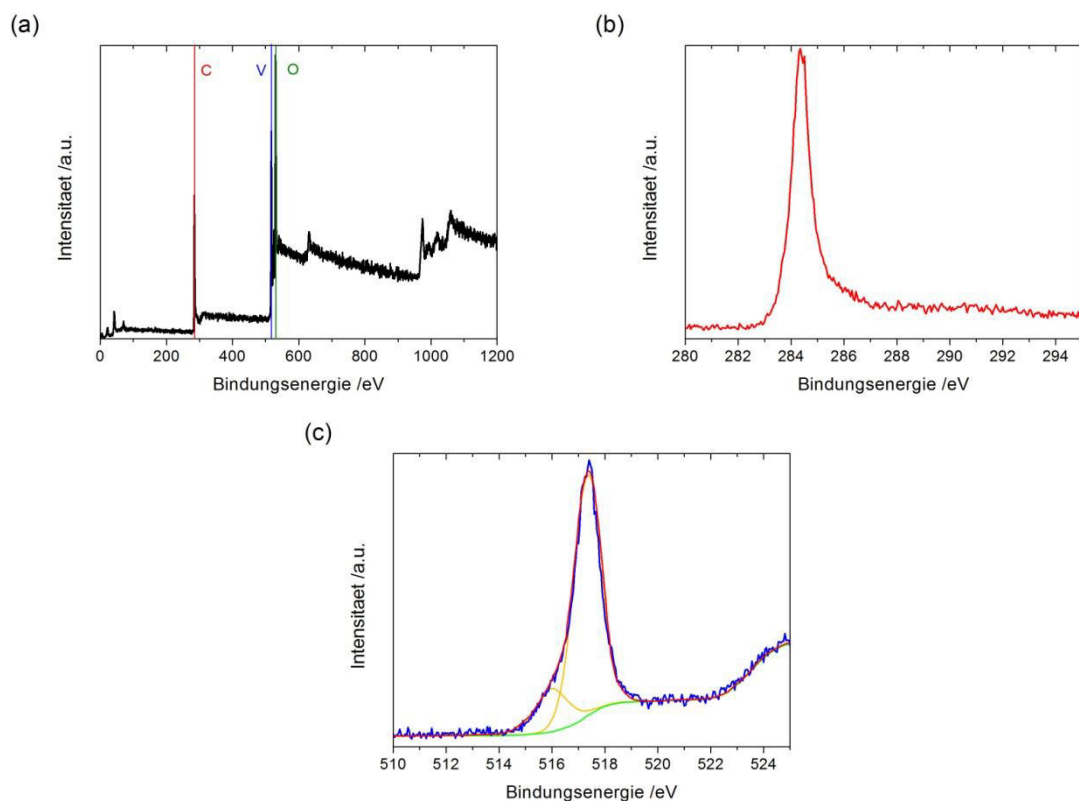 (a)
C V O
Intensitaet /a.u.
0 200 400 600 800 1000 1200
Bindungsenergie /eV
(b)
Intensitaet /a.u.
280 282 284 286 288 290 292 294
Bindungsenergie /eV
(c)
Intensitaet /a.u.
510 512 514 516 518 520 522 524
Bindungsenergie /eV